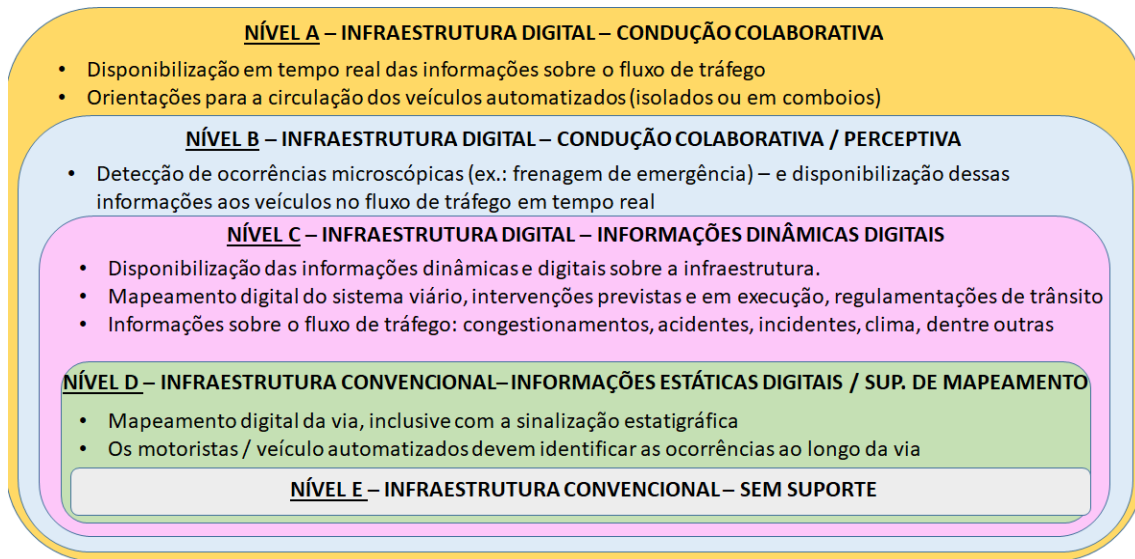 NÍVEL A – INFRAESTRUTURA DIGITAL – CONDUÇÃO COLABORATIVA
• Disponibilização em tempo real das informações sobre o fluxo de tráfego
• Orientações para a circulação dos veículos automatizados (isolados ou em comboios)
NÍVEL B – INFRAESTRUTURA DIGITAL – CONDUÇÃO COLABORATIVA / PERCEPTIVA
• Detecção de ocorrências microscópicas (ex.: frenagem de emergência) – e disponibilização dessas
informações aos veículos no fluxo de tráfego em tempo real
NÍVEL C – INFRAESTRUTURA DIGITAL – INFORMAÇÕES DINÂMICAS DIGITAIS
• Disponibilização das informações dinâmicas e digitais sobre a infraestrutura.
• Mapeamento digital do sistema viário, intervenções previstas e em execução, regulamentações de trânsito
• Informações sobre o fluxo de tráfego: congestionamentos, acidentes, incidentes, clima, dentre outras
NÍVEL D – INFRAESTRUTURA CONVENCIONAL– INFORMAÇÕES ESTÁTICAS DIGITAIS / SUP. DE MAPEAMENTO
• Mapeamento digital da via, inclusive com a sinalização estatigráfica
• Os motoristas / veículo automatizados devem identificar as ocorrências ao longo da via
NÍVEL E – INFRAESTRUTURA CONVENCIONAL – SEM SUPORTE